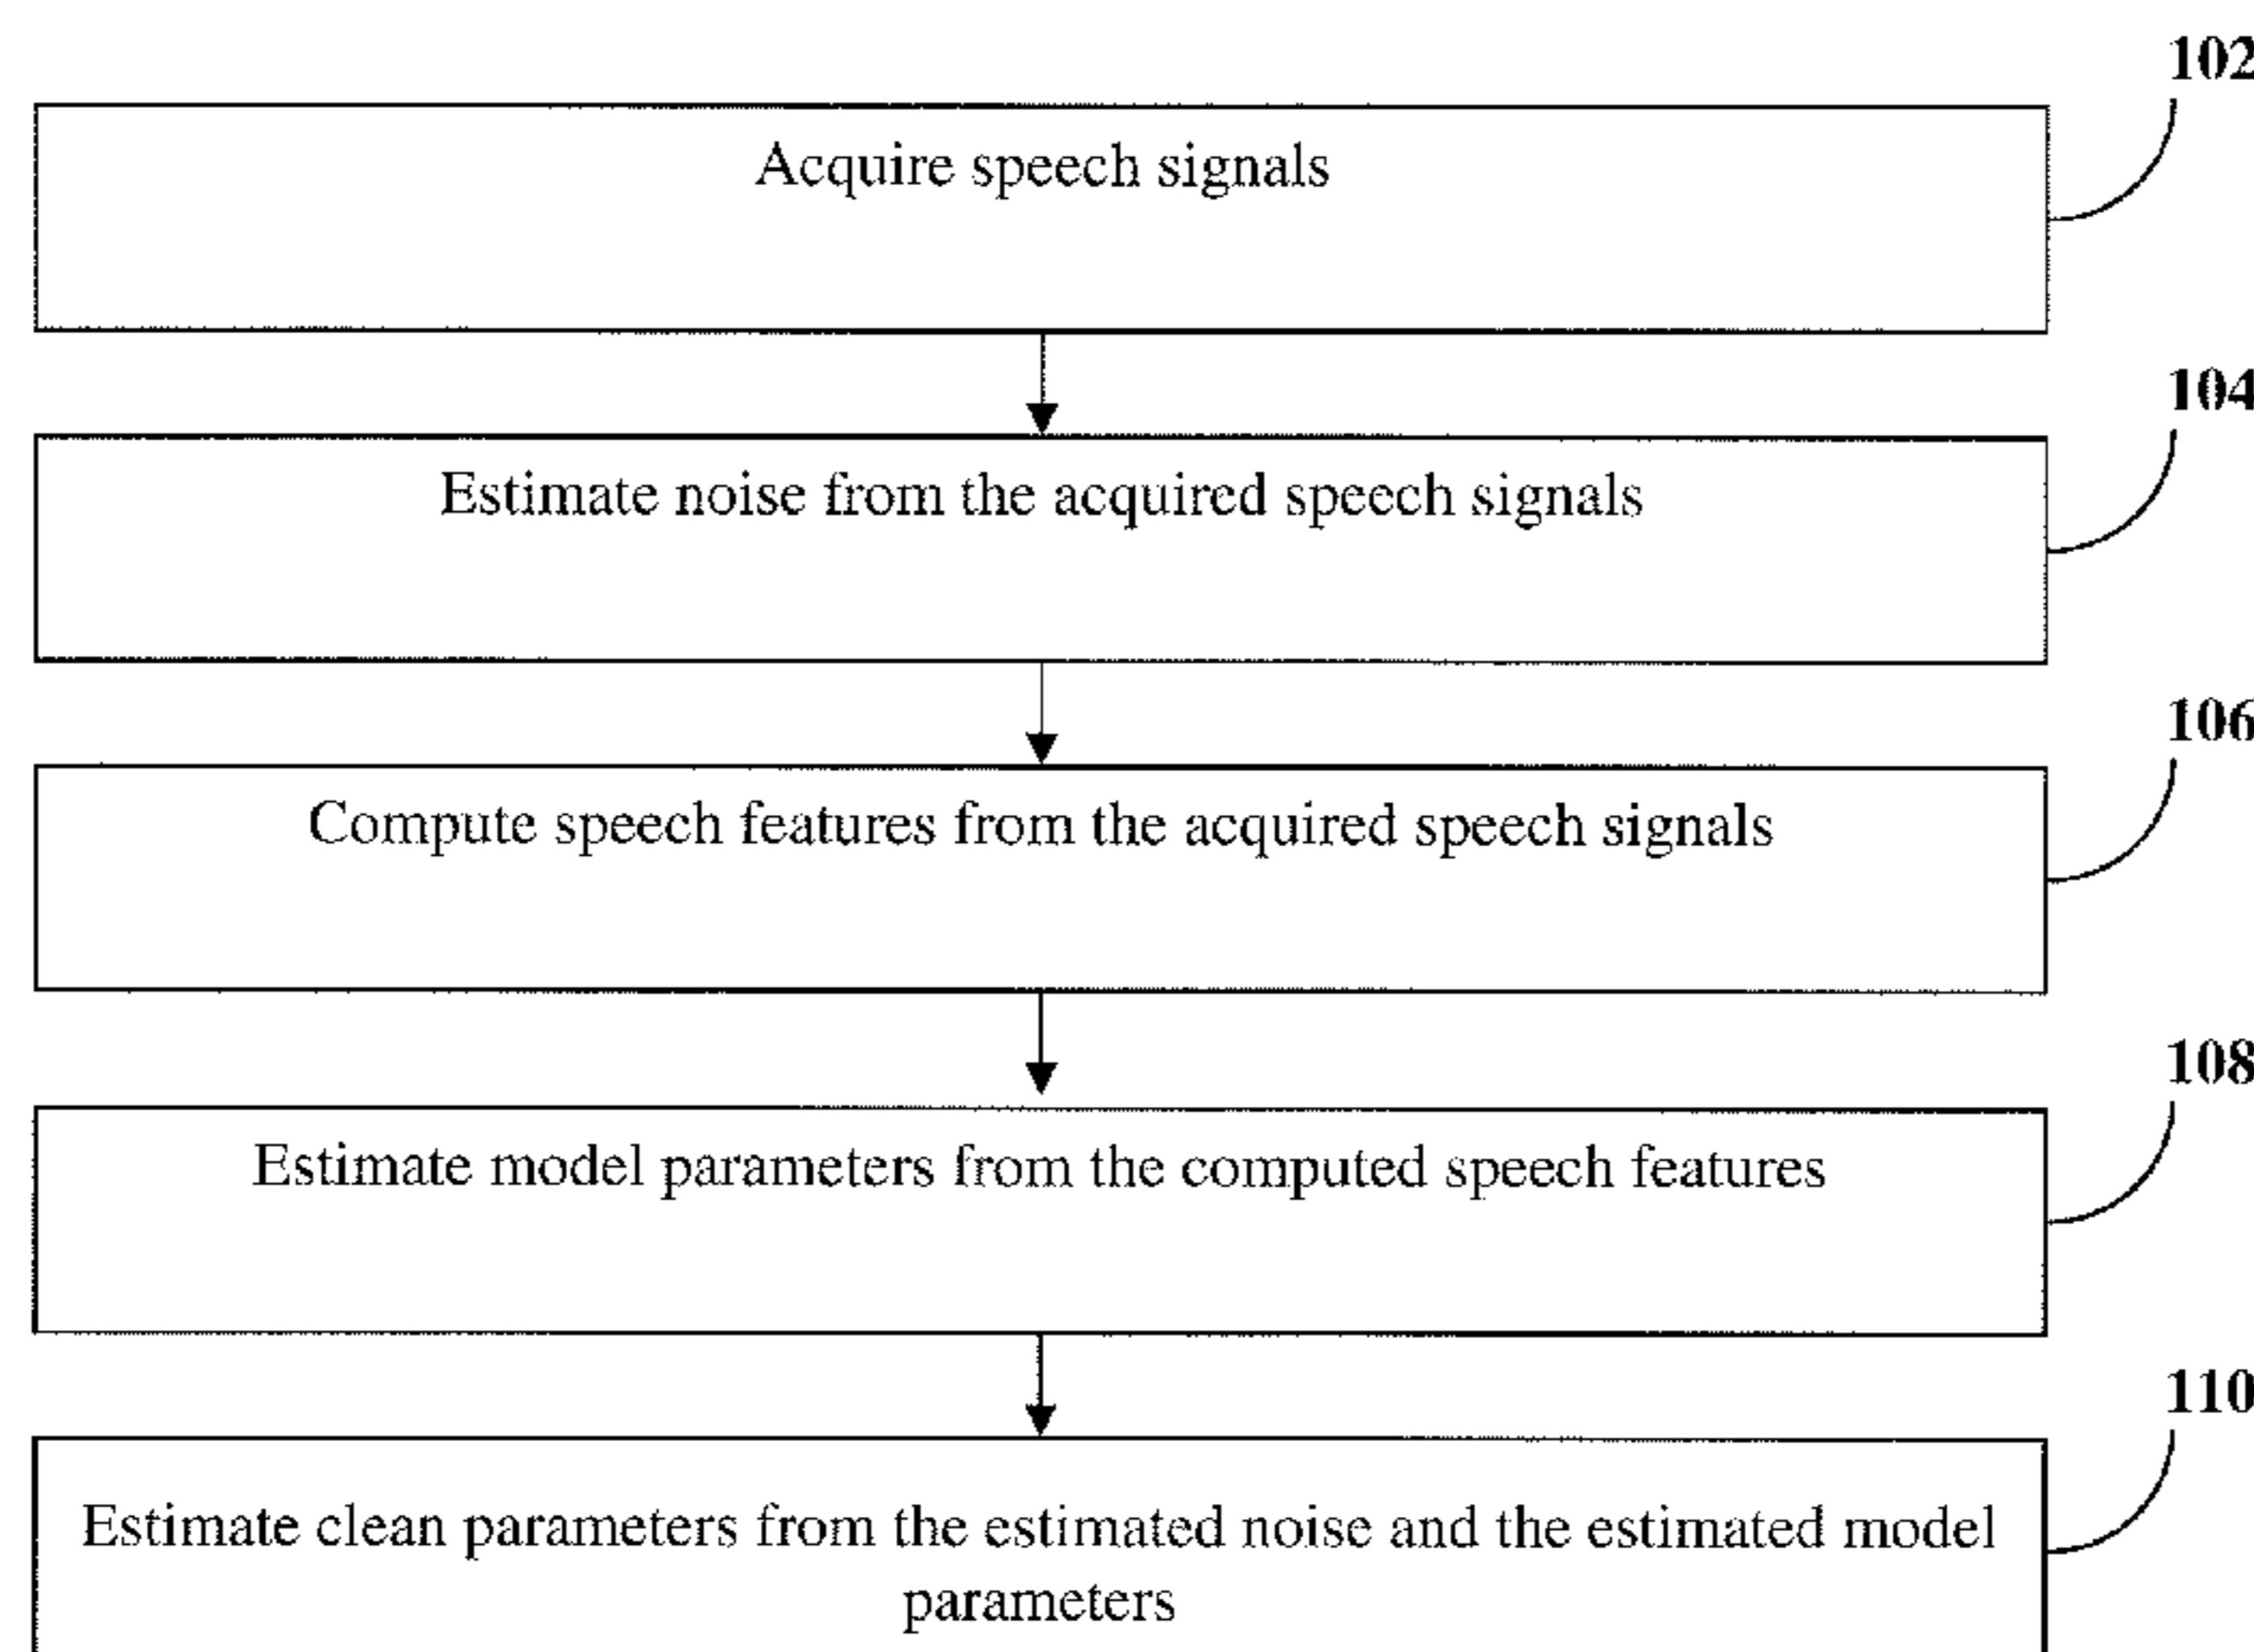 102
Acquire speech signals
104
Estimate noise from the acquired speech signals
106
Compute speech features from the acquired speech signals
108
Estimate model parameters from the computed speech features
110
Estimate clean parameters from the estimated noise and the estimated model
parameters